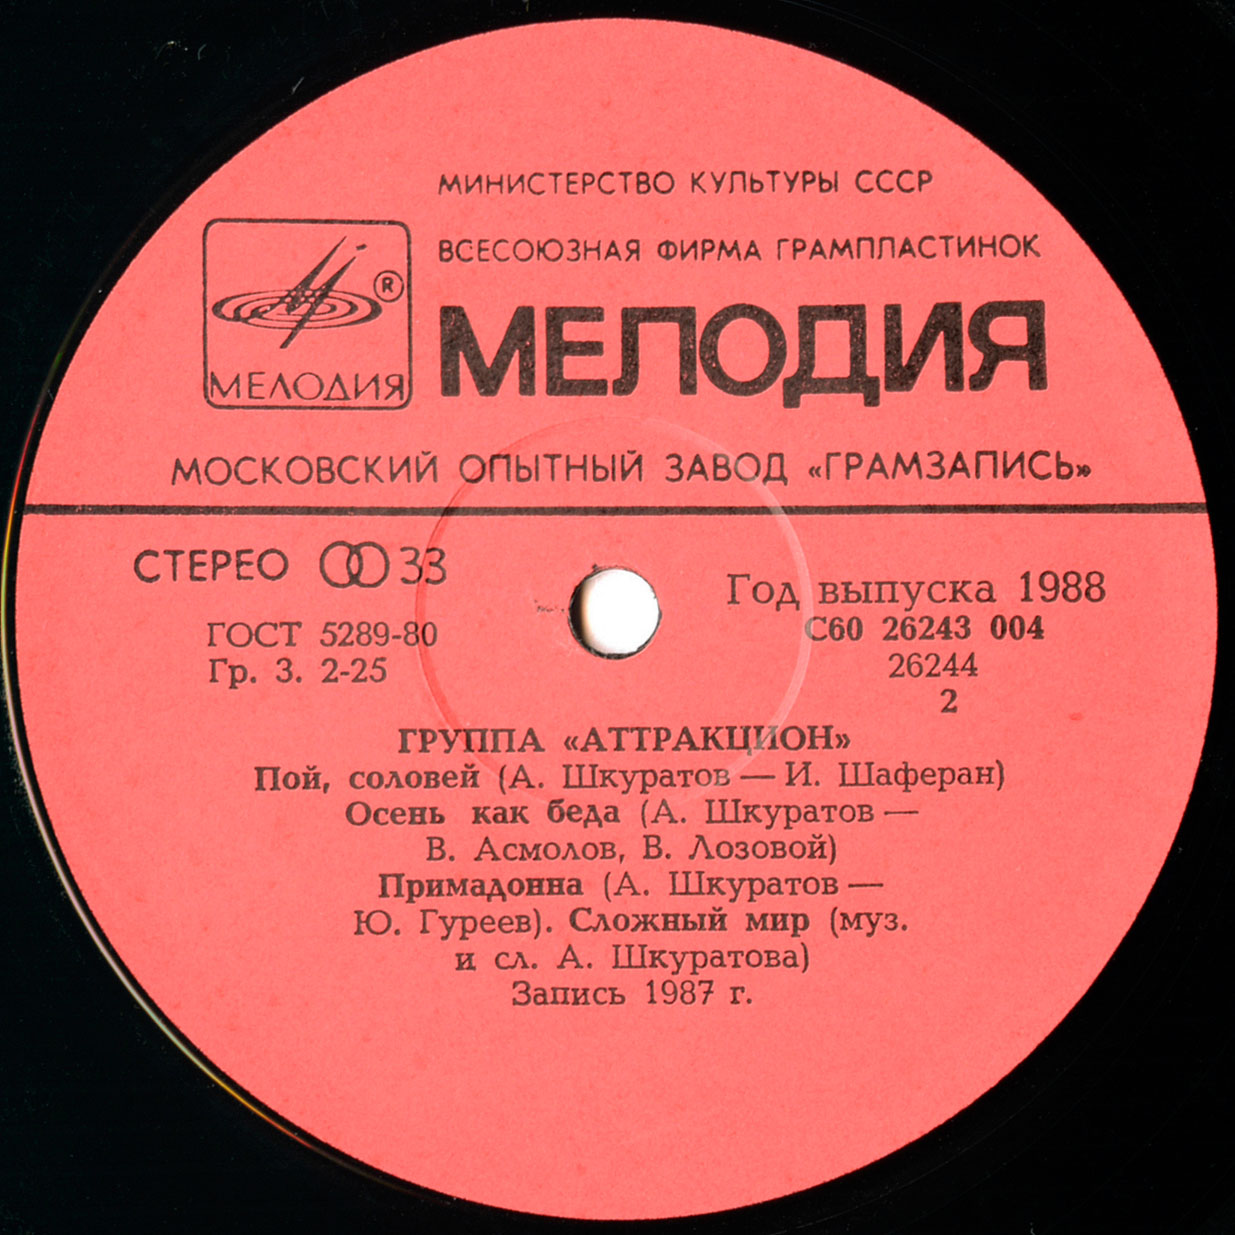 МИНИСТЕРСТВО КУЛЬТУРЫ СССР
ВСЕСОЮЗНАЯ ФИРМА ГРАМПЛАСТИНОК
®
МЕЛОДИЯ
МЕЛОДИЯ
МОСКОВСКИЙ ОПЫТНЫЙ ЗАВОД «ГРАМЗАПИСЬ»
СТЕРЕО 33
ГОСТ 5289-80
Гр. 3. 2-25
Год выпуска 1988
С60 26243 004
26244
2
ГРУППА «АТТРАКЦИОН»
Пой, соловей (А. Шкуратов — И. Шаферан)
Осень как беда (А. Шкуратов —
В. Асмолов, В. Лозовой)
Примадонна (А. Шкуратов —
Ю. Гуреев). Сложный мир (муз.
и сл. А. Шкуратова)
Запись 1987 г.